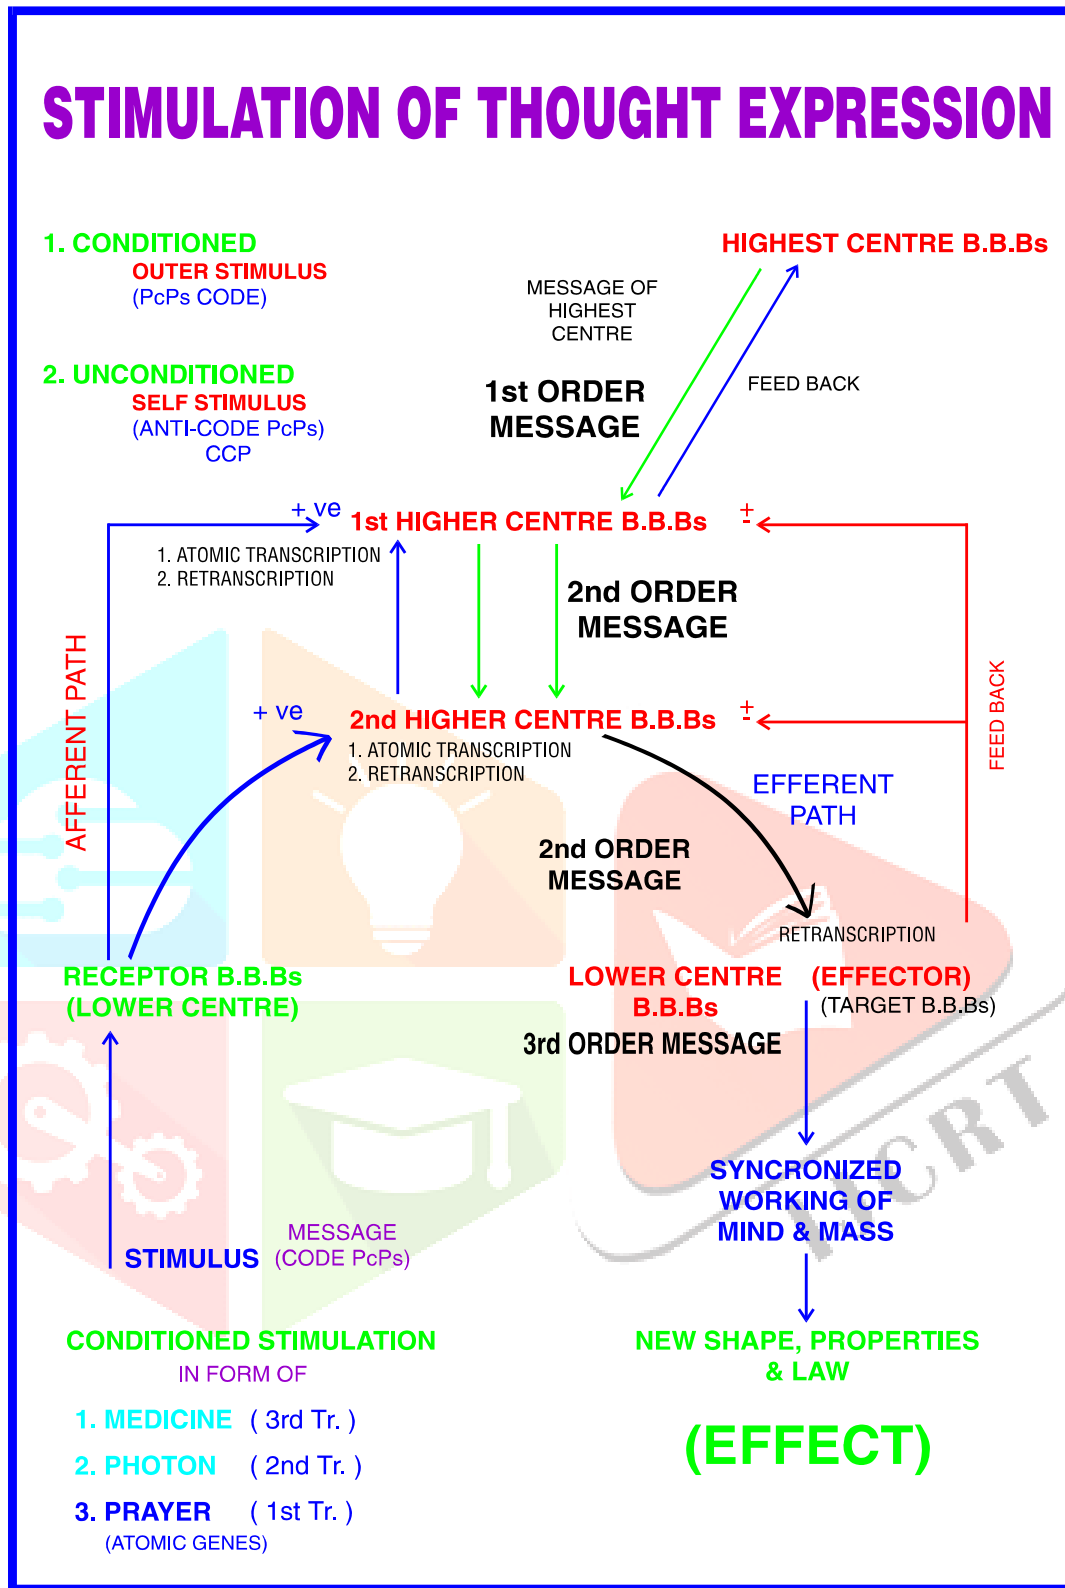 STIMULATION OF THOUGHT EXPRESSION
1. CONDITIONED
OUTER STIMULUS
(PcPs CODE)
HIGHEST CENTRE B.B.Bs
MESSAGE OF
HIGHEST
CENTRE
2. UNCONDITIONED
SELF STIMULUS
(ANTI-CODE PcPs)
CCP
1st ORDER
MESSAGE
FEED BACK
+ ve
1st HIGHER CENTRE B.B.Bs
+
-
1. ATOMIC TRANSCRIPTION
2. RETRANSCRIPTION
2nd ORDER
MESSAGE
AFFERENT PATH
FEED BACK
+ ve
2nd HIGHER CENTRE B.B.Bs
+
-
1. ATOMIC TRANSCRIPTION
2. RETRANSCRIPTION
EFFERENT
PATH
2nd ORDER
MESSAGE
RETRANSCRIPTION
RECEPTOR B.B.Bs
(LOWER CENTRE)
LOWER CENTRE (EFFECTOR)
B.B.Bs (TARGET B.B.Bs)
3rd ORDER MESSAGE
IJCRT
SYNCRONIZED
WORKING OF
MIND & MASS
STIMULUS
MESSAGE
(CODE PcPs)
CONDITIONED STIMULATION
IN FORM OF
1. MEDICINE ( 3rd Tr. )
2. PHOTON ( 2nd Tr. )
3. PRAYER ( 1st Tr. )
(ATOMIC GENES)
NEW SHAPE, PROPERTIES
& LAW
(EFFECT)